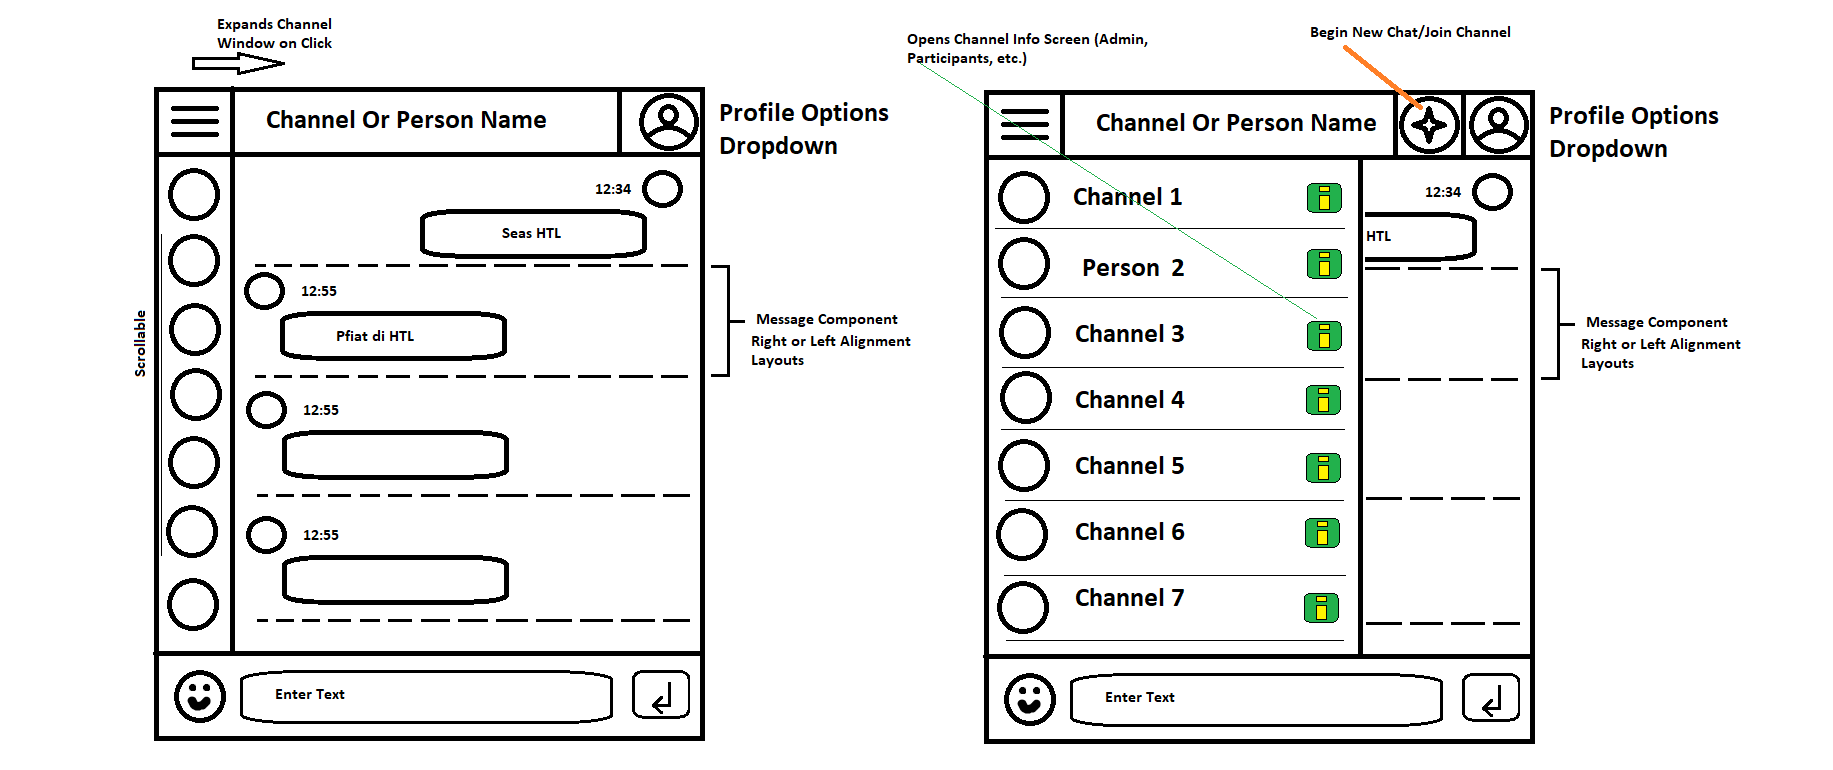 Expands Channel
Window on Click
Channel Or Person Name
Profile Options
Dropdown
12:34
Seas HTL
12:55
Pfiat di HTL
Scrollable
Message Component
Right or Left Alignment
Layouts
12:55
12:55
Enter Text
Opens Channel Info Screen (Admin,
Participants, etc.)
Begin New Chat/Join Channel
Channel Or Person Name
Profile Options
Dropdown
Channel 1
12:34
HTL
Person 2
Channel 3
Message Component
Right or Left Alignment
Layouts
Channel 4
Channel 5
Channel 6
Channel 7
Enter Text